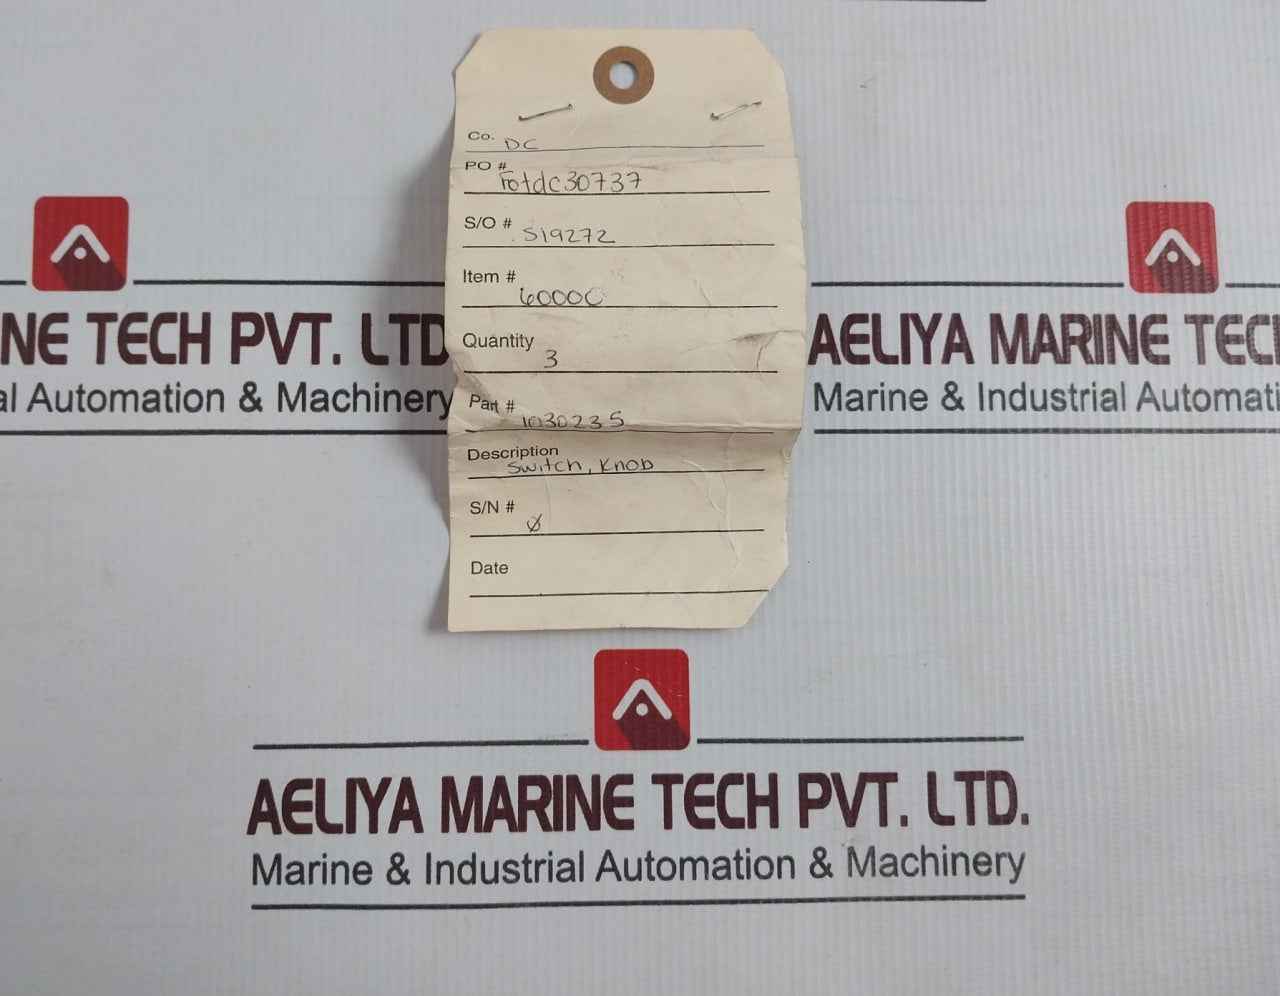 Co. DC
PO # Fotdc30737
S/O # S19272
Item # 60000
Quantity 3
Part # 1030235
Description Switch, Knob
S/N # Ø
Date
NE TECH PVT. LTD
al Automation & Machinery
AELIYA MARINE TECH
Marine & Industrial Automati
AELIYA MARINE TECH PVT. LTD.
Marine & Industrial Automation & Machinery